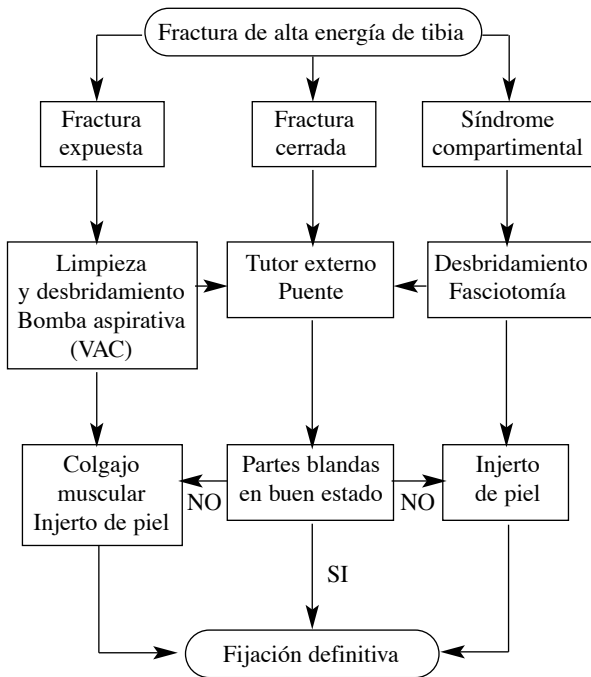 Fractura de alta energía de tibia
Fractura
expuesta
Fractura
cerrada
Síndrome
compartimental
Limpieza
y desbridamiento
Bomba aspirativa
(VAC)
Tutor externo
Puente
Desbridamiento
Fasciotomía
Colgajo
muscular
Injerto de piel
NO
Partes blandas
en buen estado
NO
Injerto
de piel
SI
Fijación definitiva